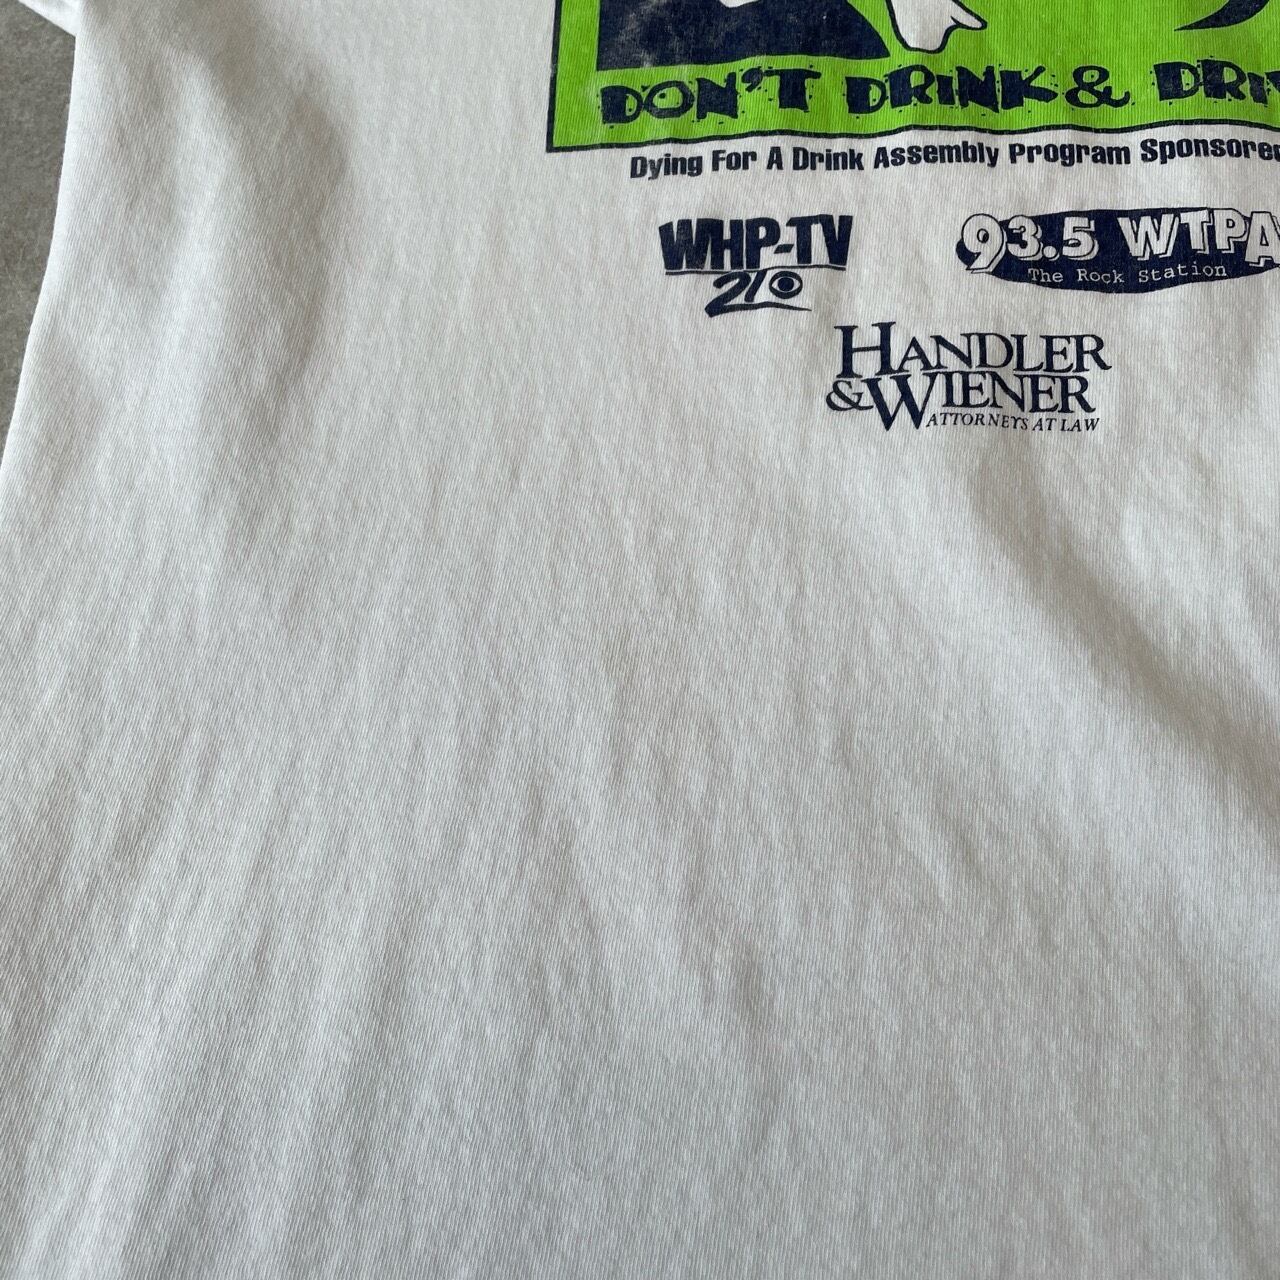 DON'T DRINK & DRI
Dying For A Drink Assembly Program Sponsore
WHP-TV
21
93.5 WTPA
The Rock Station
HANDLER
& WIENER
ATTORNEYS AT LAW